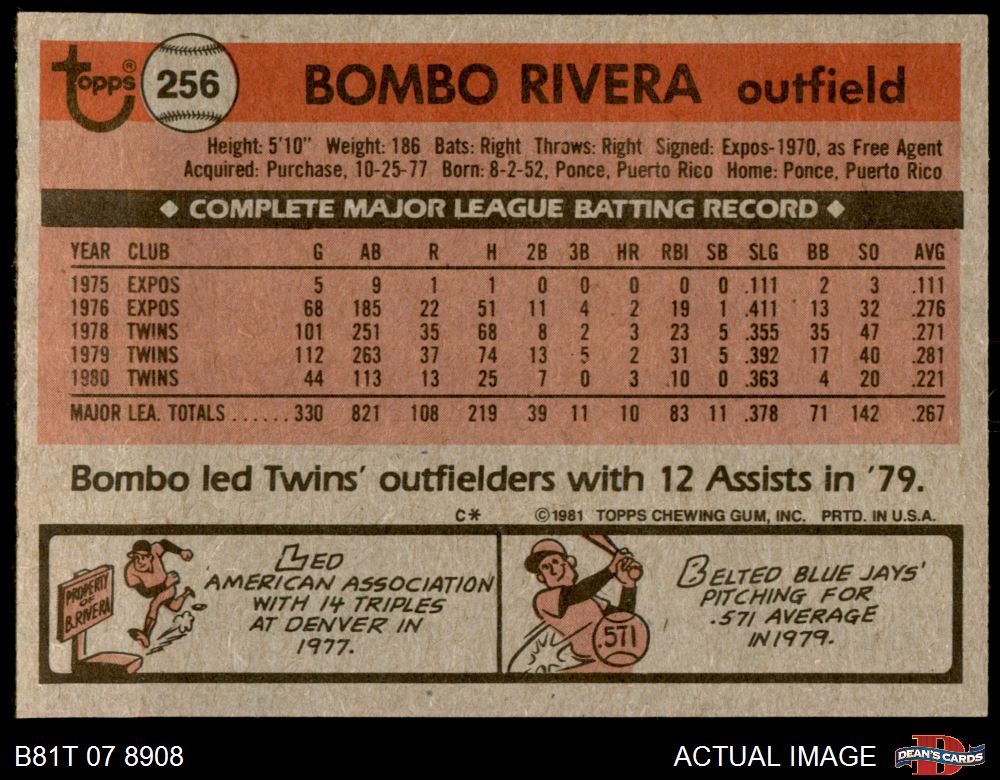 topps® 256 BOMBO RIVERA outfield
Height: 5'10" Weight: 186 Bats: Right Throws: Right Signed: Expos-1970, as Free Agent
Acquired: Purchase, 10-25-77 Born: 8-2-52, Ponce, Puerto Rico Home: Ponce, Puerto Rico
◆ COMPLETE MAJOR LEAGUE BATTING RECORD ◆
YEAR CLUB G AB R H 2B 3B HR RBI SB SLG BB SO AVG
1975 EXPOS 5 9 1 1 0 0 0 0 0 .111 2 3 .111
1976 EXPOS 68 185 22 51 11 4 2 19 1 .411 13 32 .276
1978 TWINS 101 251 35 68 8 2 3 23 5 .355 35 47 .271
1979 TWINS 112 263 37 74 13 5 2 31 5 .392 17 40 .281
1980 TWINS 44 113 13 25 7 0 3 10 0 .363 4 20 .221
MAJOR LEA. TOTALS ...... 330 821 108 219 39 11 10 83 11 .378 71 142 .267
Bombo led Twins' outfielders with 12 Assists in '79.
C* ©1981 TOPPS CHEWING GUM, INC. PRTD. IN U.S.A.
PROPERTY
OF
B.RIVERA
LED
AMERICAN ASSOCIATION
WITH 14 TRIPLES
AT DENVER IN
1977.
.571
BELTED BLUE JAYS'
PITCHING FOR
.571 AVERAGE
IN 1979.
B81T 07 8908 ACTUAL IMAGE DEAN'S CARDS